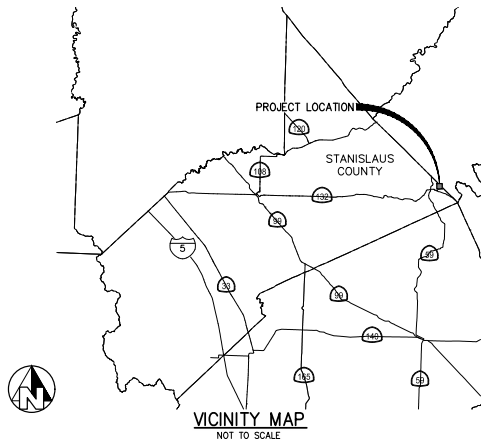 PROJECT LOCATION
120
STANISLAUS
COUNTY
108
132
99
5
59
33
99
140
165
59
N
VICINITY MAP
NOT TO SCALE